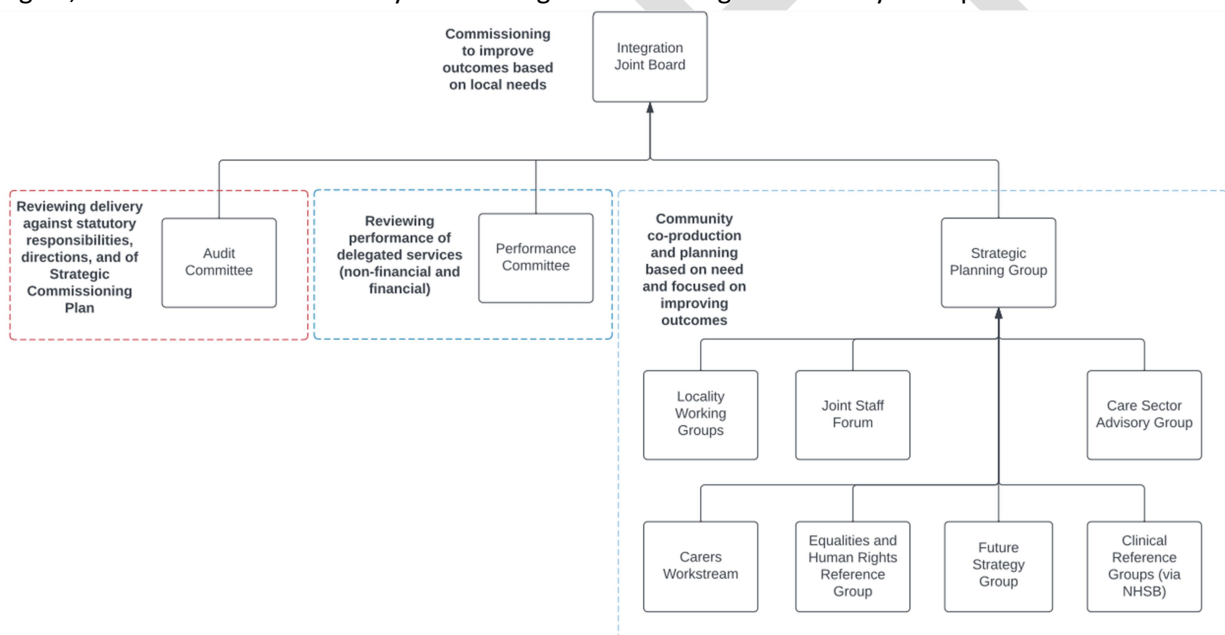 Commissioning
to improve
outcomes based
on local needs
Integration
Joint Board
Reviewing delivery
against statutory
responsibilities,
directions, and of
Strategic
Commissioning
Plan
Audit
Committee
Reviewing
performance of
delegated services
(non-financial and
financial)
Performance
Committee
Community
co-production
and planning
based on need
and focused on
improving
outcomes
Strategic
Planning Group
Locality
Working
Groups
Joint Staff
Forum
Care Sector
Advisory Group
Carers
Workstream
Equalities and
Human Rights
Reference
Group
Future
Strategy
Group
Clinical
Reference
Groups (via
NHSB)